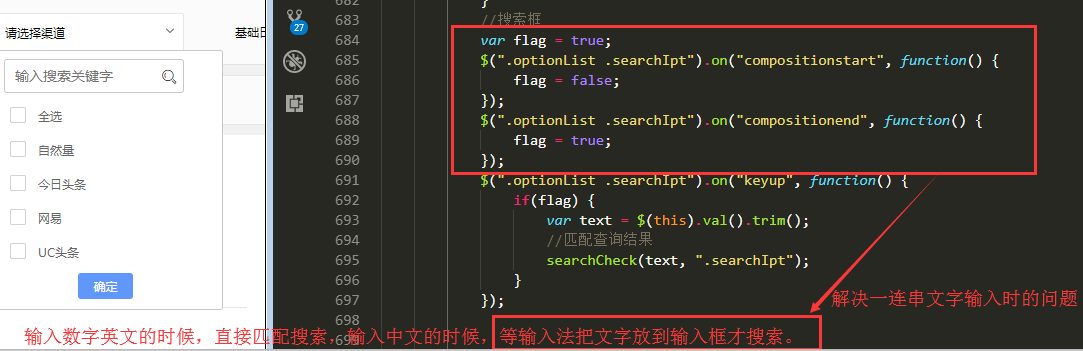 请选择渠道
基础日
输入搜索关键字
全选
自然量
今日头条
网易
UC头条
确定
27
682 }
683 //搜索框
684 var flag = true;
685 $(".optionList .searchIpt").on("compositionstart", function() {
686 flag = false;
687 });
688 $(".optionList .searchIpt").on("compositionend", function() {
689 flag = true;
690 });
691 $(".optionList .searchIpt").on("keyup", function() {
692 if(flag) {
693 var text = $(this).val().trim();
694 //匹配查询结果
695 searchCheck(text, ".searchIpt");
696 }
697 });
698
解决一连串文字输入时的问题
输入数字英文的时候，直接匹配搜索，输入中文的时候，等输入法把文字放到输入框才搜索。